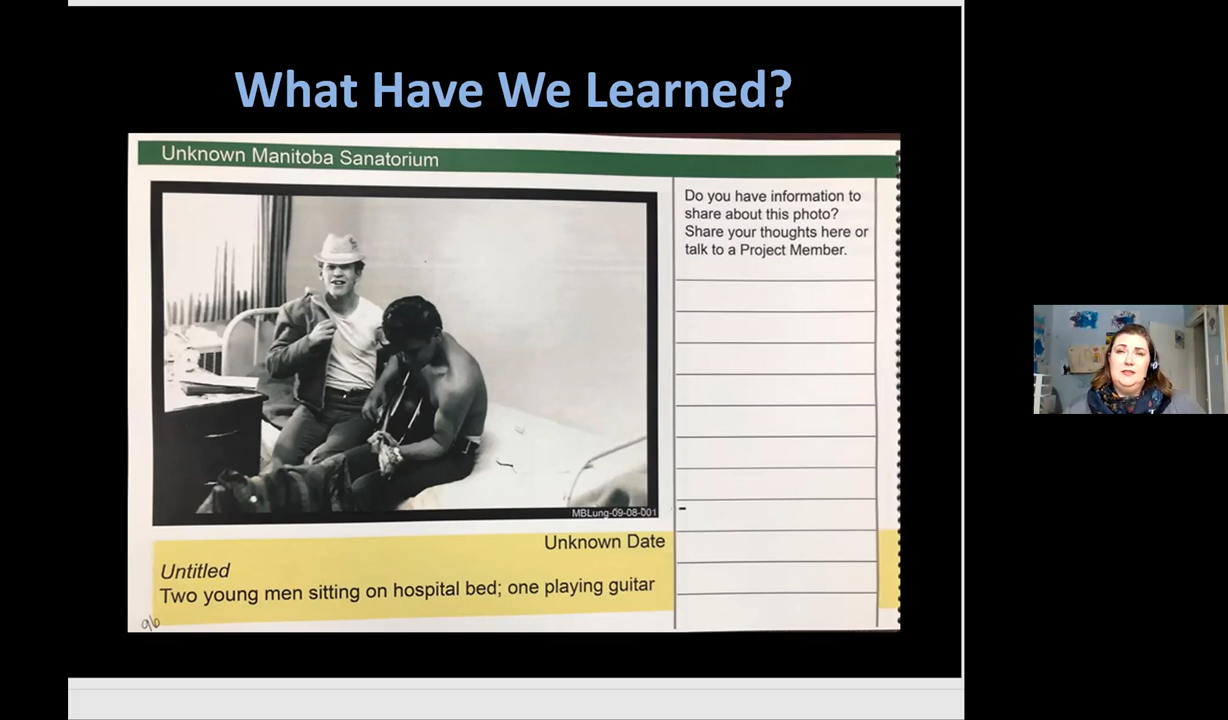 What Have We Learned?
Unknown Manitoba Sanatorium
Do you have information to
share about this photo?
Share your thoughts here or
talk to a Project Member.
MBLung-09-08-001
Unknown Date
Untitled
Two young men sitting on hospital bed; one playing guitar
96